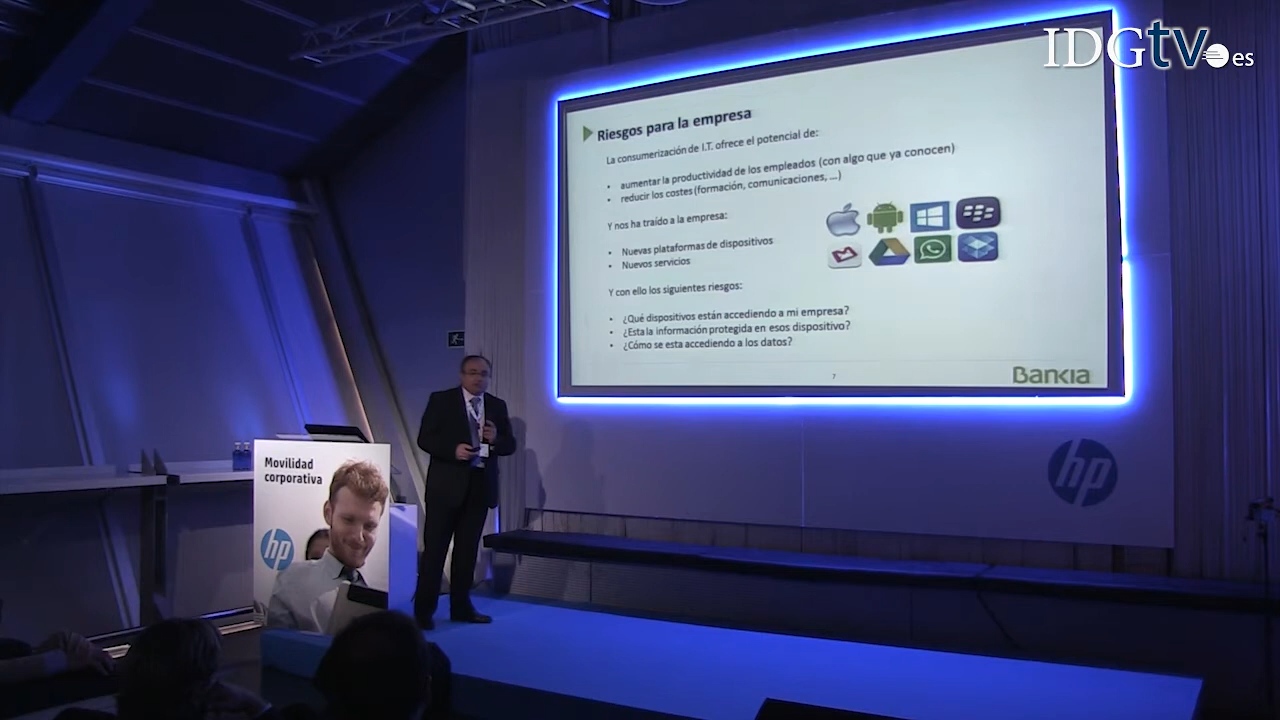 IDGtv.es
Riesgos para la empresa
La consumerización de I.T. ofrece el potencial de:
• aumentar la productividad de los empleados (con algo que ya conocen)
• reducir los costes (formación, comunicaciones, ...)
Y nos ha traído a la empresa:
• Nuevas plataformas de dispositivos
• Nuevos servicios
Y con ello los siguientes riesgos:
• ¿Qué dispositivos están accediendo a mi empresa?
• ¿Esta la información protegida en esos dispositivo?
• ¿Cómo se esta accediendo a los datos?
7
Bankia
hp
Movilidad
corporativa
hp